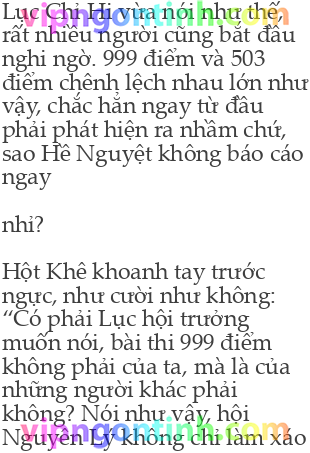 Lục Chi Hi vừa nói như thế,
vipngontinh.com
rất nhiều người cũng bắt đầu
nghi ngờ. 999 điểm và 503
điểm chênh lệch nhau lớn như
vậy, chắc hẳn ngay từ đầu
phải phát hiện ra nhầm chứ,
sao Hề Nguyệt không báo cáo
ngay
nhỉ?
Hột Khê khoanh tay trước
ngực, như cười như không:
“Có phải Lục hội trưởng
muốn nói, bài thi 999 điểm
không phải của ta, mà là của
những người khác phải
không? Nói như vậy, hội
vipngontinh.com
Nguyên Lý không chỉ làm xáo